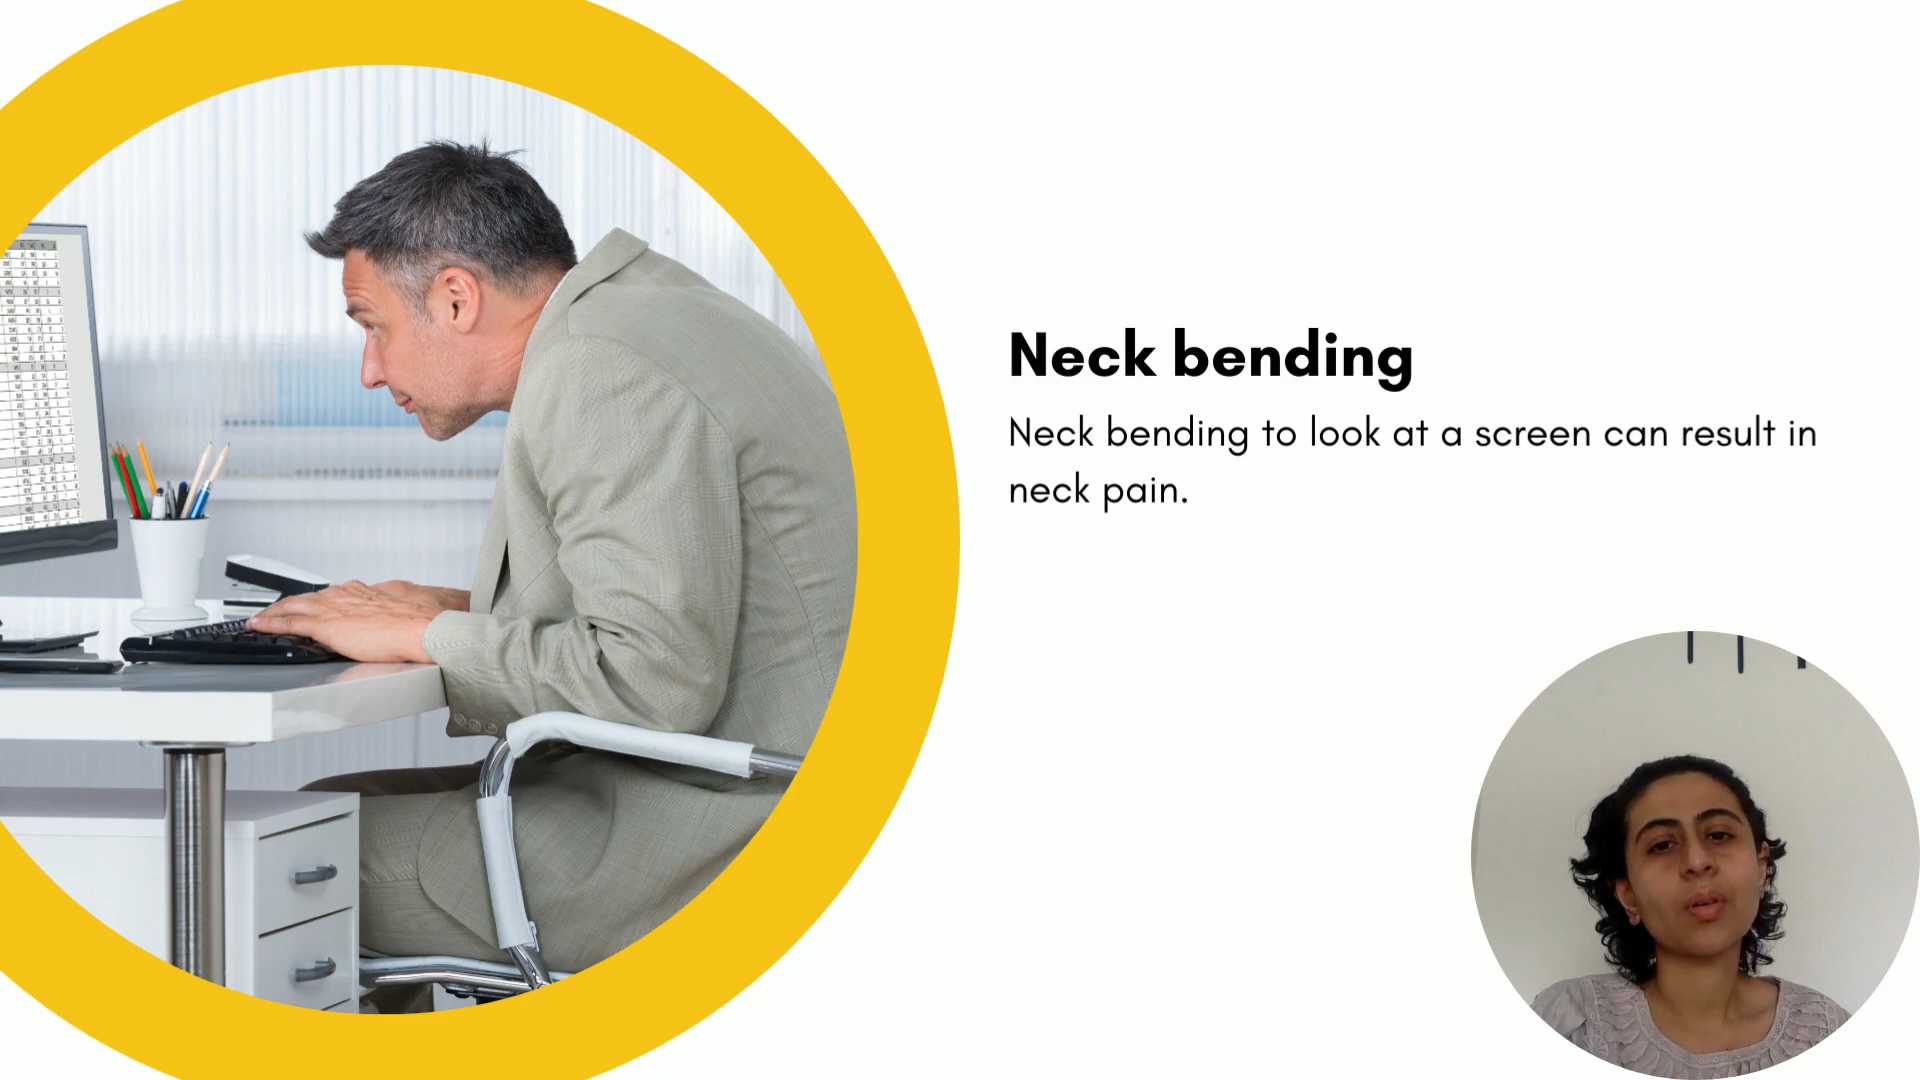 Neck bending
Neck bending to look at a screen can result in
neck pain.